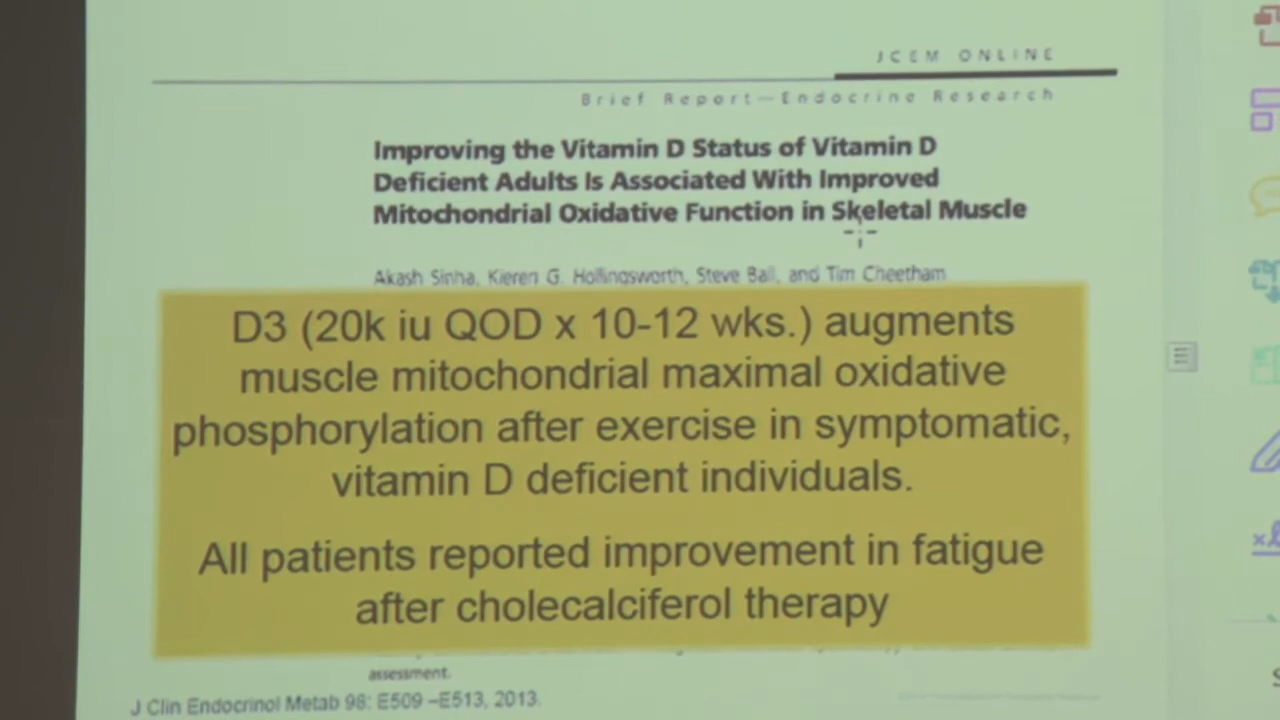 JCEM ONLINE
Brief Report—Endocrine Research
Improving the Vitamin D Status of Vitamin D
Deficient Adults Is Associated With Improved
Mitochondrial Oxidative Function in Skeletal Muscle
Akash Sinha, Kieren G. Hollingsworth, Steve Ball, and Tim Cheetham
D3 (20k iu QOD x 10-12 wks.) augments
muscle mitochondrial maximal oxidative
phosphorylation after exercise in symptomatic,
vitamin D deficient individuals.
All patients reported improvement in fatigue
after cholecalciferol therapy
assessment.
J Clin Endocrinol Metab 98: E509 –E513, 2013.